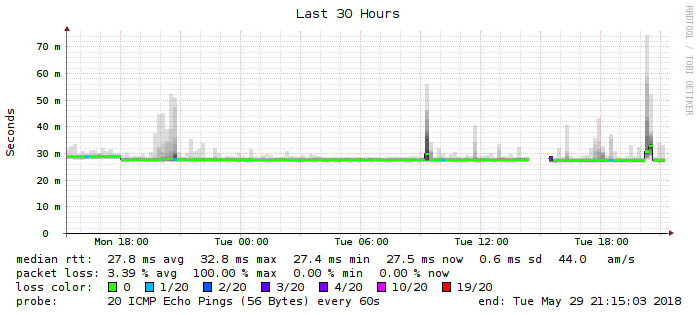 Last 30 Hours
RRDTOOL / TOBI OETIKER
Seconds
70 m
60 m
50 m
40 m
30 m
20 m
10 m
0
Mon 18:00 Tue 00:00 Tue 06:00 Tue 12:00 Tue 18:00
median rtt: 27.8 ms avg 32.8 ms max 27.4 ms min 27.5 ms now 0.6 ms sd 44.0 am/s
packet loss: 3.39 % avg 100.00 % max 0.00 % min 0.00 % now
loss color: 0 1/20 2/20 3/20 4/20 10/20 19/20
probe: 20 ICMP Echo Pings (56 Bytes) every 60s end: Tue May 29 21:15:03 2018